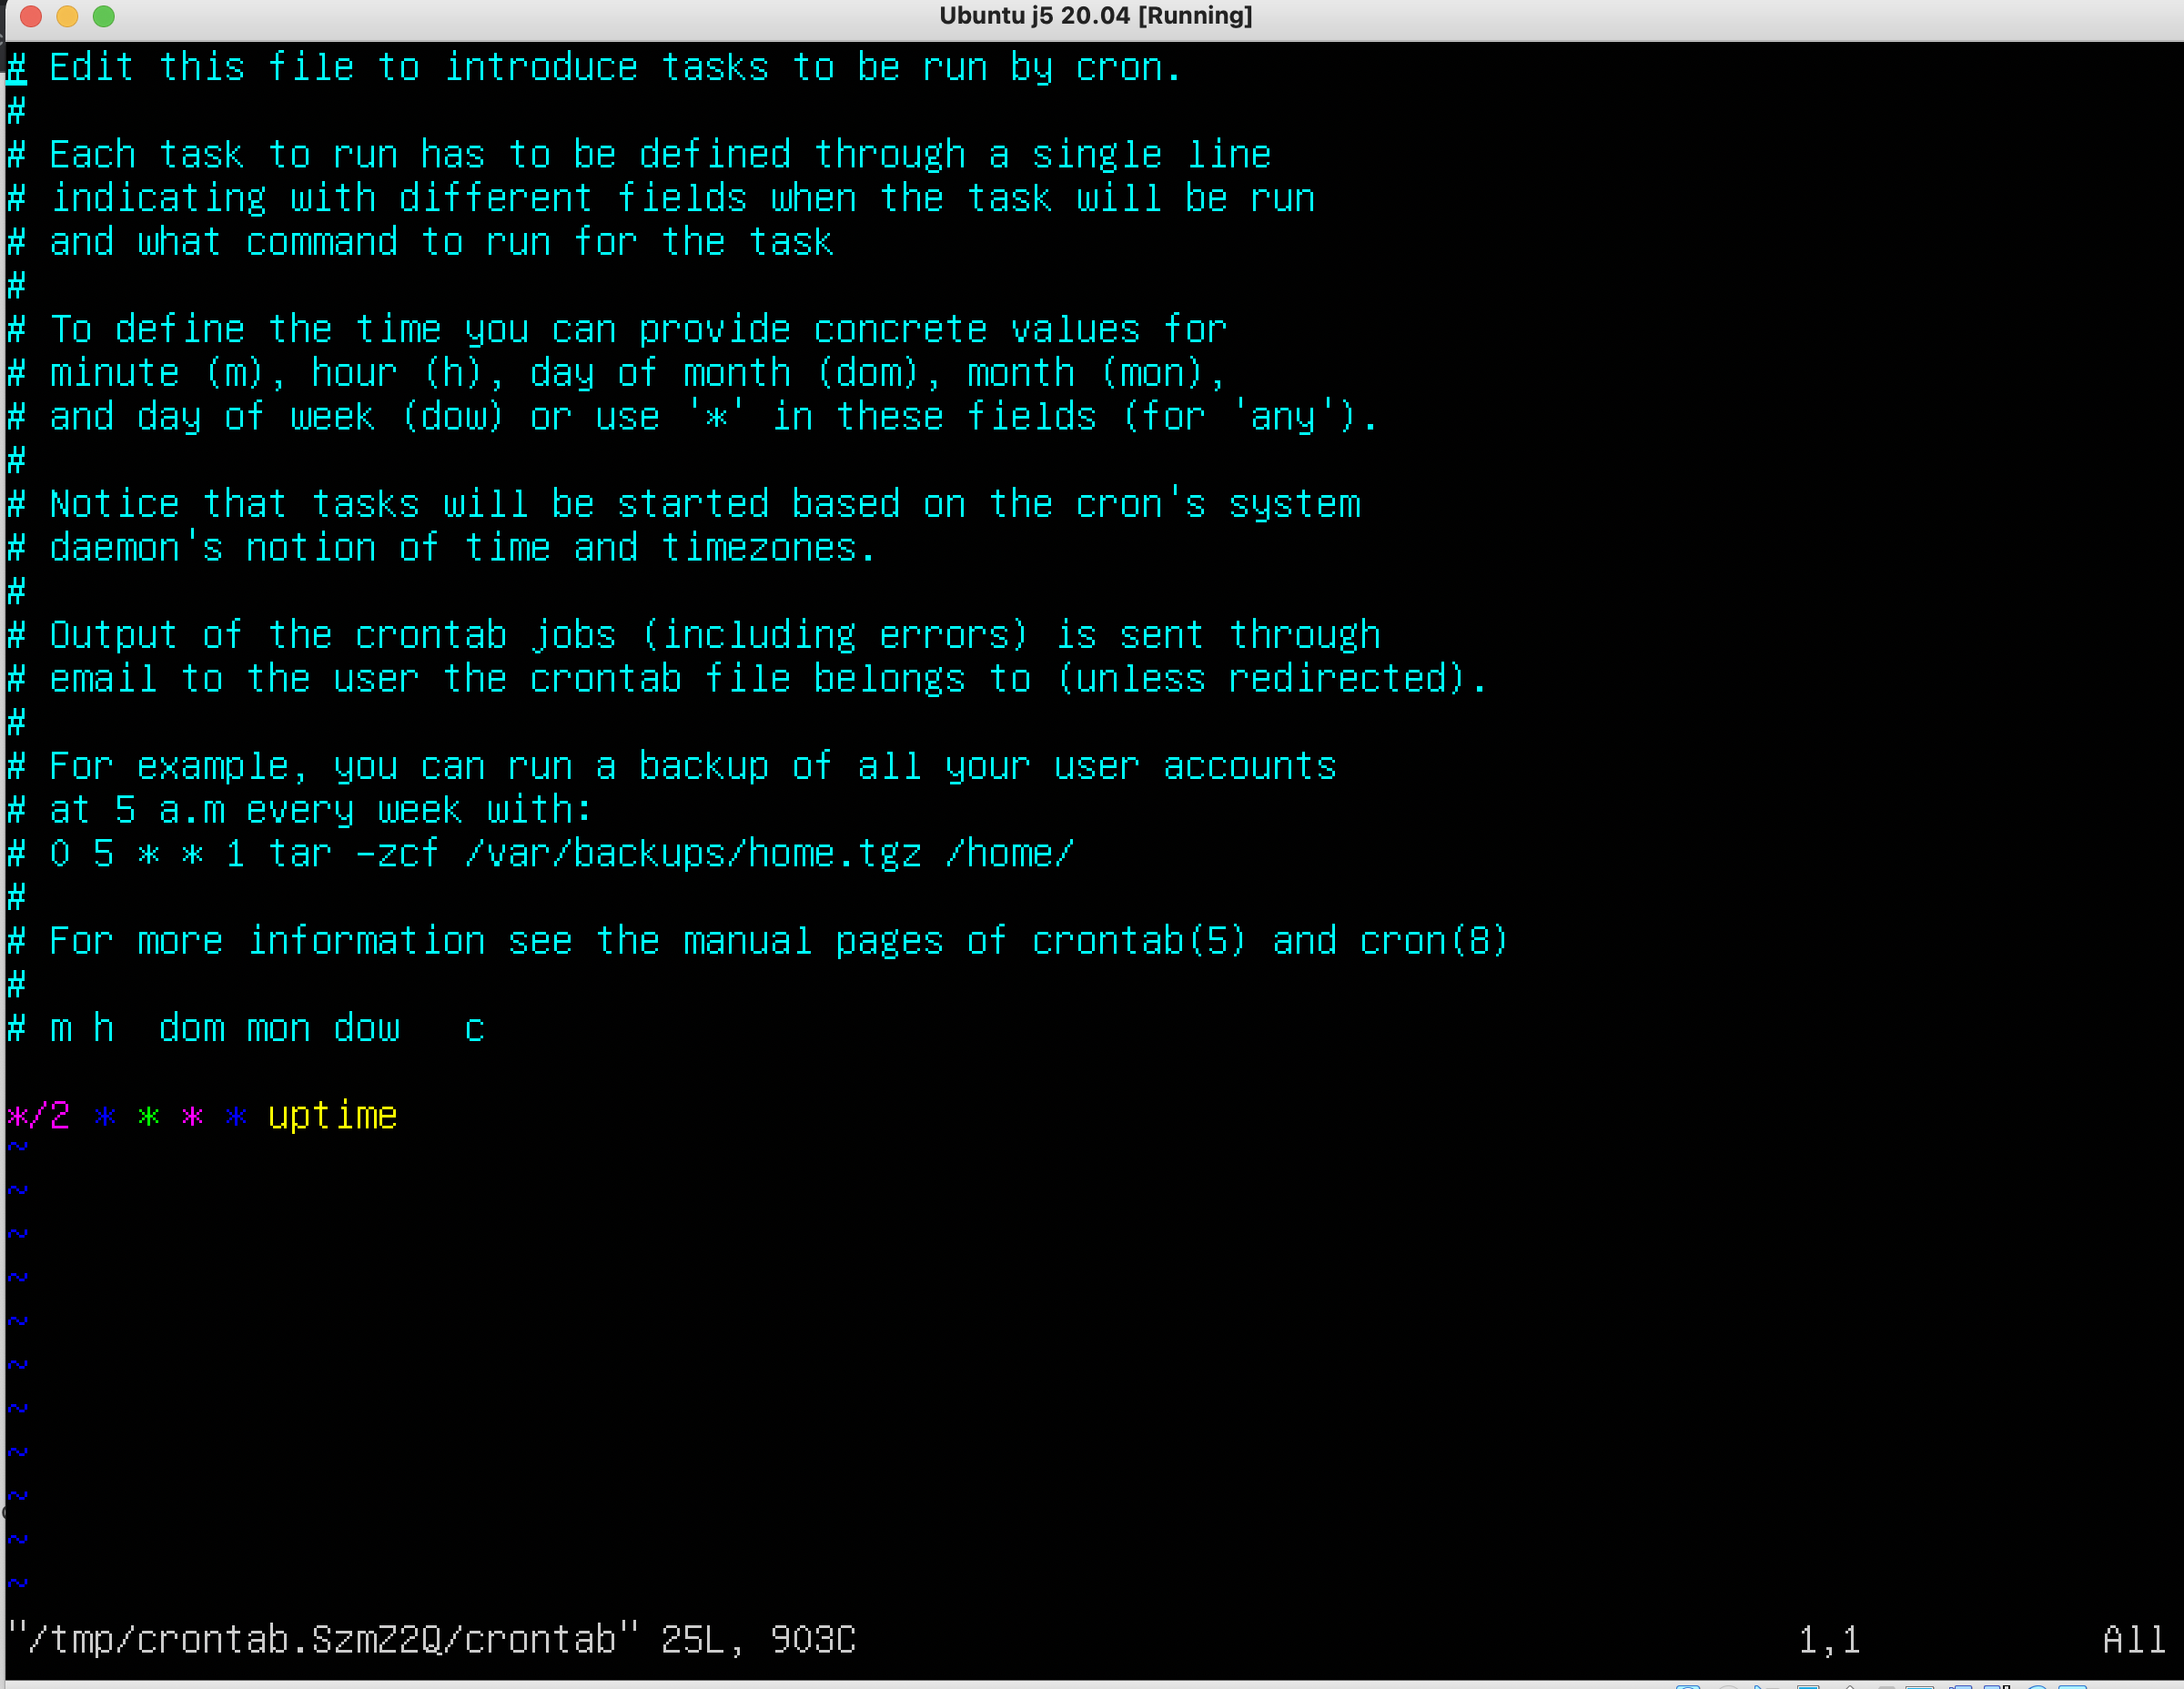 Ubuntu j5 20.04 [Running]
# Edit this file to introduce tasks to be run by cron.
#
# Each task to run has to be defined through a single line
# indicating with different fields when the task will be run
# and what command to run for the task
#
# To define the time you can provide concrete values for
# minute (m), hour (h), day of month (dom), month (mon),
# and day of week (dow) or use '*' in these fields (for 'any').
#
# Notice that tasks will be started based on the cron's system
# daemon's notion of time and timezones.
#
# Output of the crontab jobs (including errors) is sent through
# email to the user the crontab file belongs to (unless redirected).
#
# For example, you can run a backup of all your user accounts
# at 5 a.m every week with:
# 0 5 * * 1 tar -zcf /var/backups/home.tgz /home/
#
# For more information see the manual pages of crontab(5) and cron(8)
#
# m h  dom mon dow   c

*/2 * * * * uptime
~
~
~
~
~
~
~
~
~
~
~
"/tmp/crontab.SzmZ2Q/crontab" 25L, 903C 1,1 All